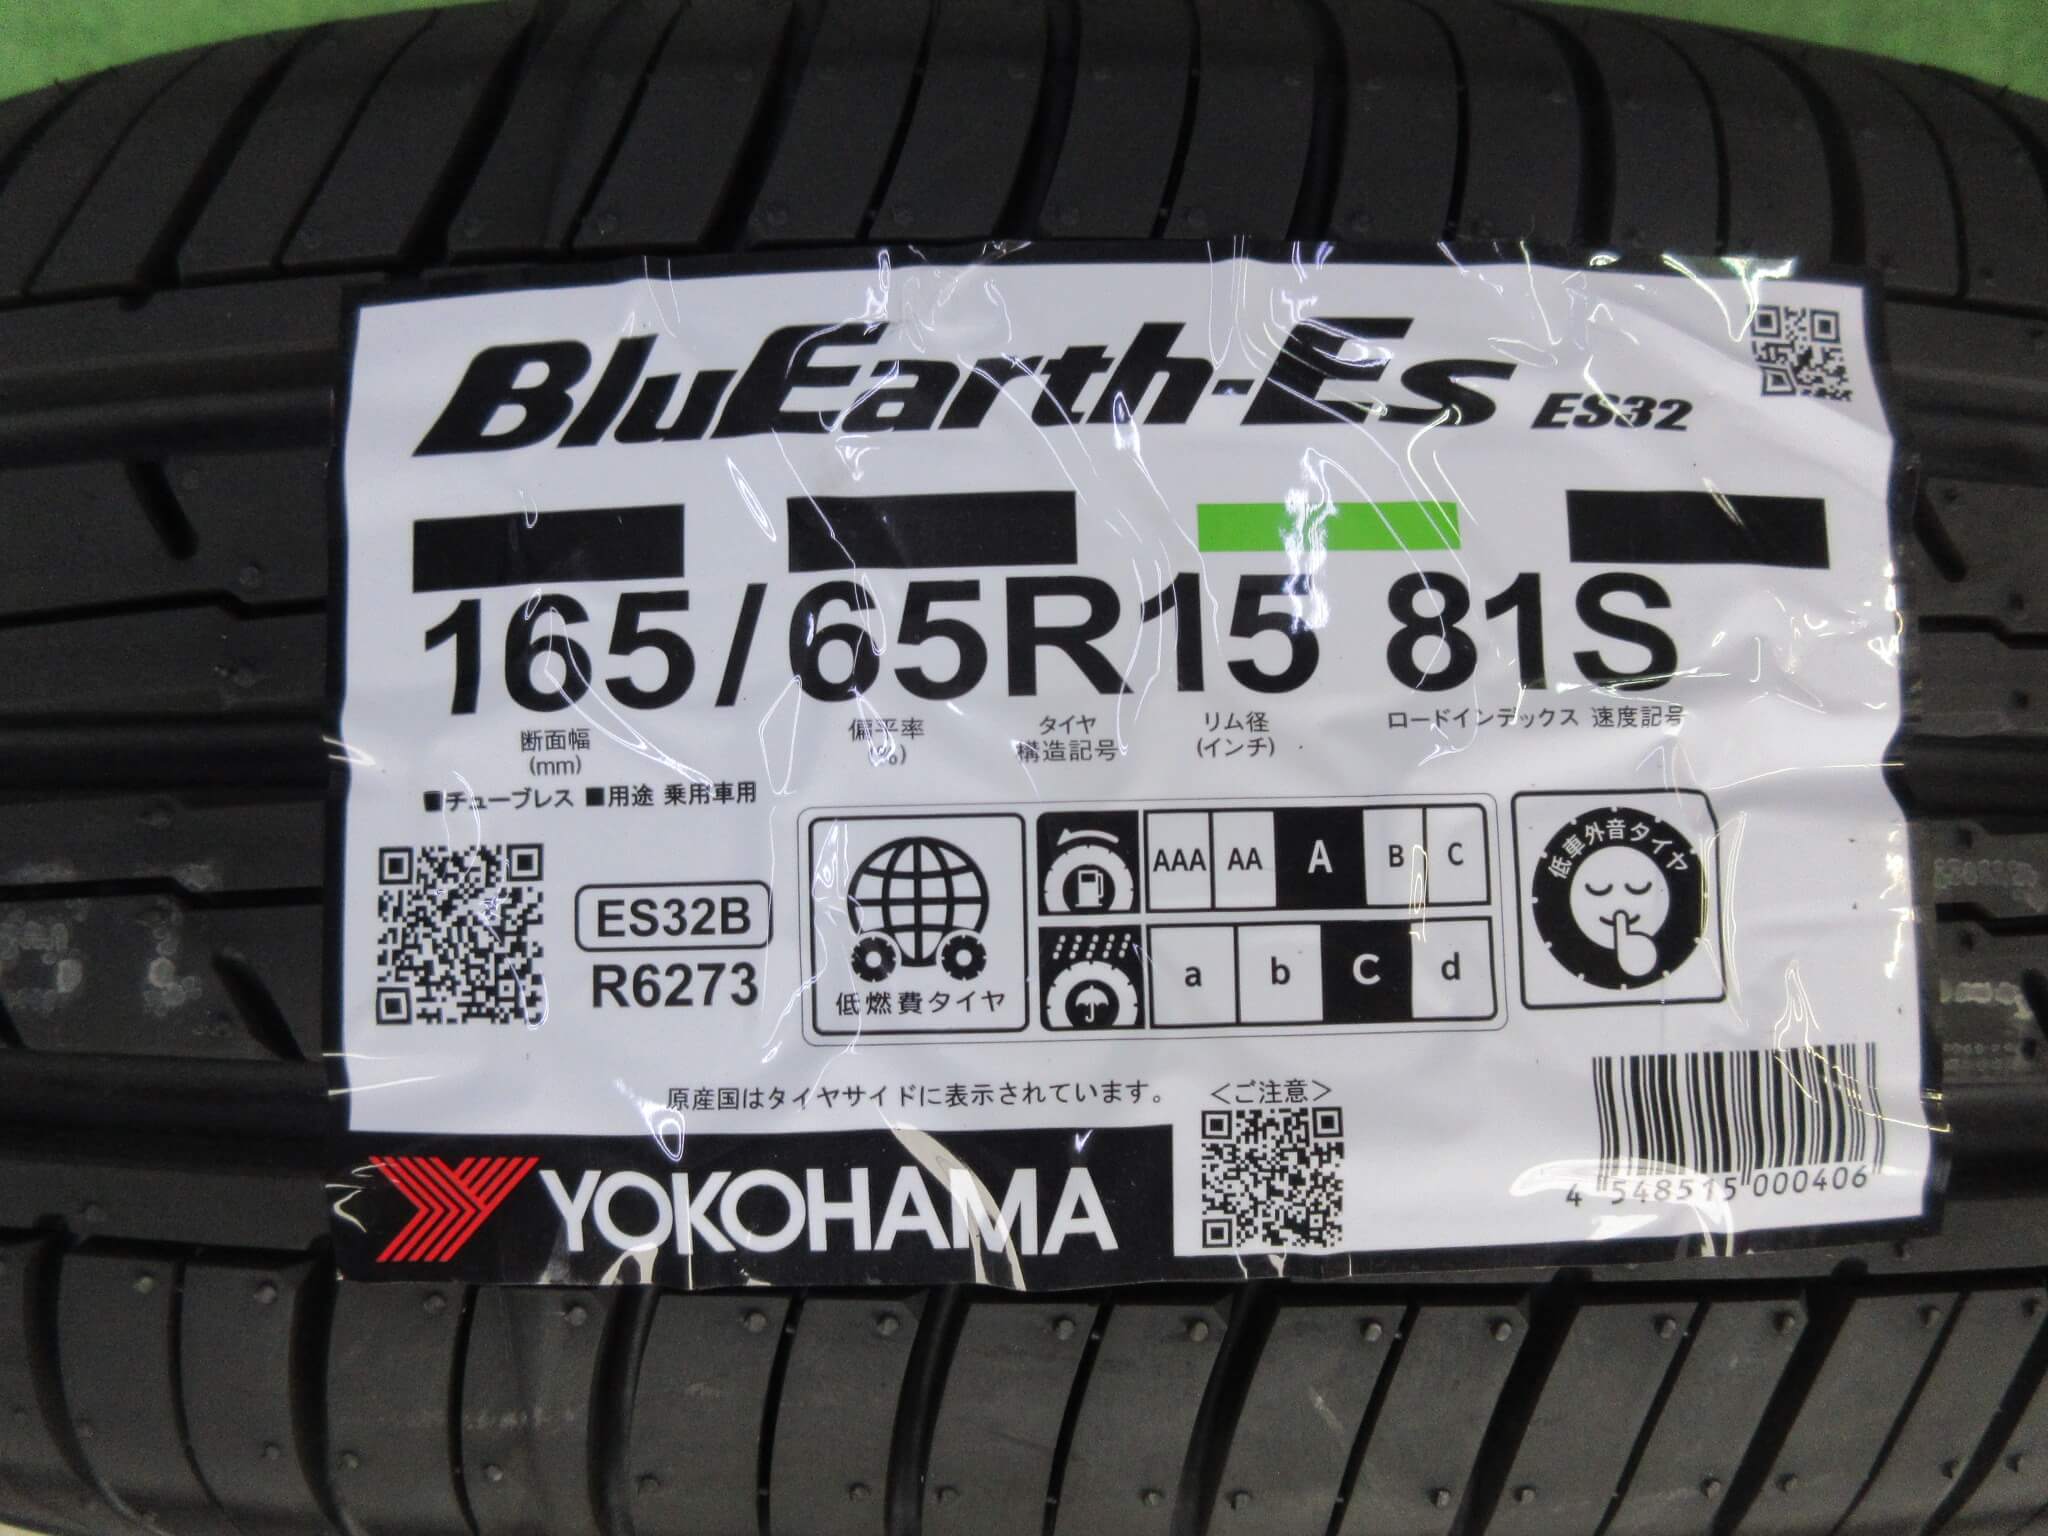 BluEarth-Es ES32
165/65R15 81S
断面幅 偏平率 タイヤ リム径 ロードインデックス 速度記号
(mm) (%) 構造記号 (インチ)
■チューブレス ■用途 乗用車用
低車外音タイヤ
AAA AA A B C
ES32B
a b c d
R6273
低燃費タイヤ
原産国はタイヤサイドに表示されています。
<ご注意>
YOKOHAMA
4 548515 000406